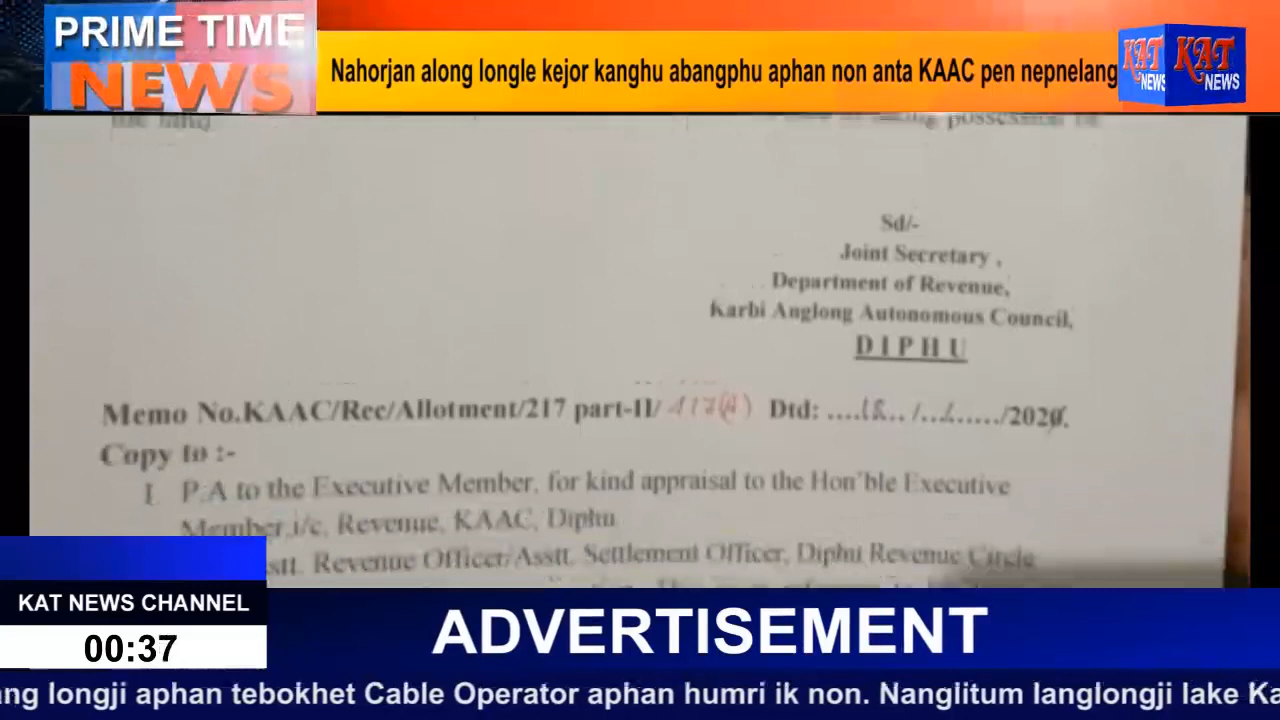 PRIME TIME
NEWS
Nahorjan along longle kejor kanghu abangphu aphan non anta KAAC pen nepnelang
KAT
NEWS
KAT
NEWS
possession of
Sd/-
Joint Secretary ,
Department of Revenue,
Karbi Anglong Autonomous Council,
DIPHU
Memo No.KAAC/Rec/Allotment/217 part-II/ Dtd: /2020.
Copy to :-
I. P.A to the Executive Member, for kind appraisal to the Hon'ble Executive
Member,i/c, Revenue, KAAC, Diphu
stt. Revenue Officer/Asstt. Settlement Officer, Diphu Revenue Circle
KAT NEWS CHANNEL
00:37
ADVERTISEMENT
ang longji aphan tebokhet Cable Operator aphan humri ik non. Nanglitum langlongji lake Ka